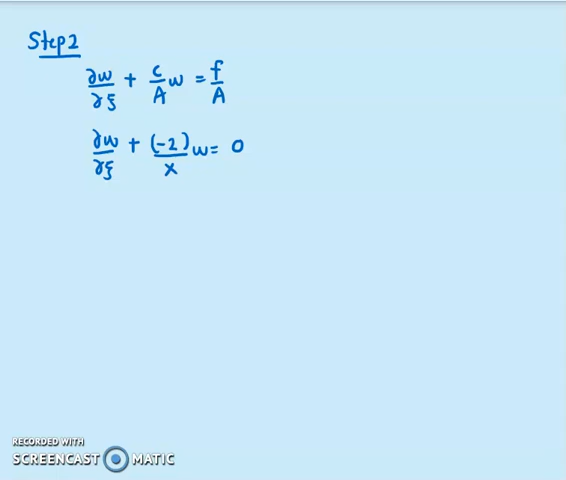 Step 2
∂w/∂ξ + c/A w = f/A
∂w/∂ξ + (-2)/x w = 0
RECORDED WITH
SCREENCAST MATIC